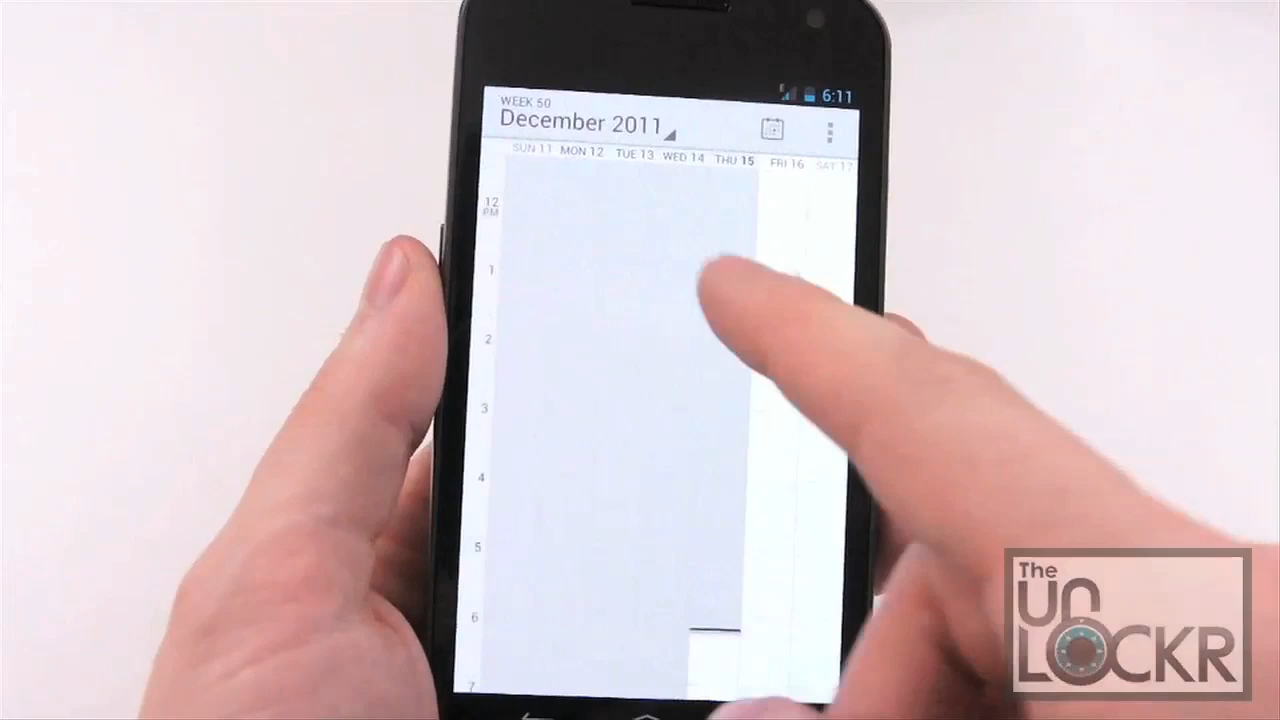 6:11
WEEK 50
December 2011
SUN 11 MON 12 TUE 13 WED 14 THU 15 FRI 16 SAT 17
12
PM
1
2
3
4
5
6
7
The
UN
LOCKR